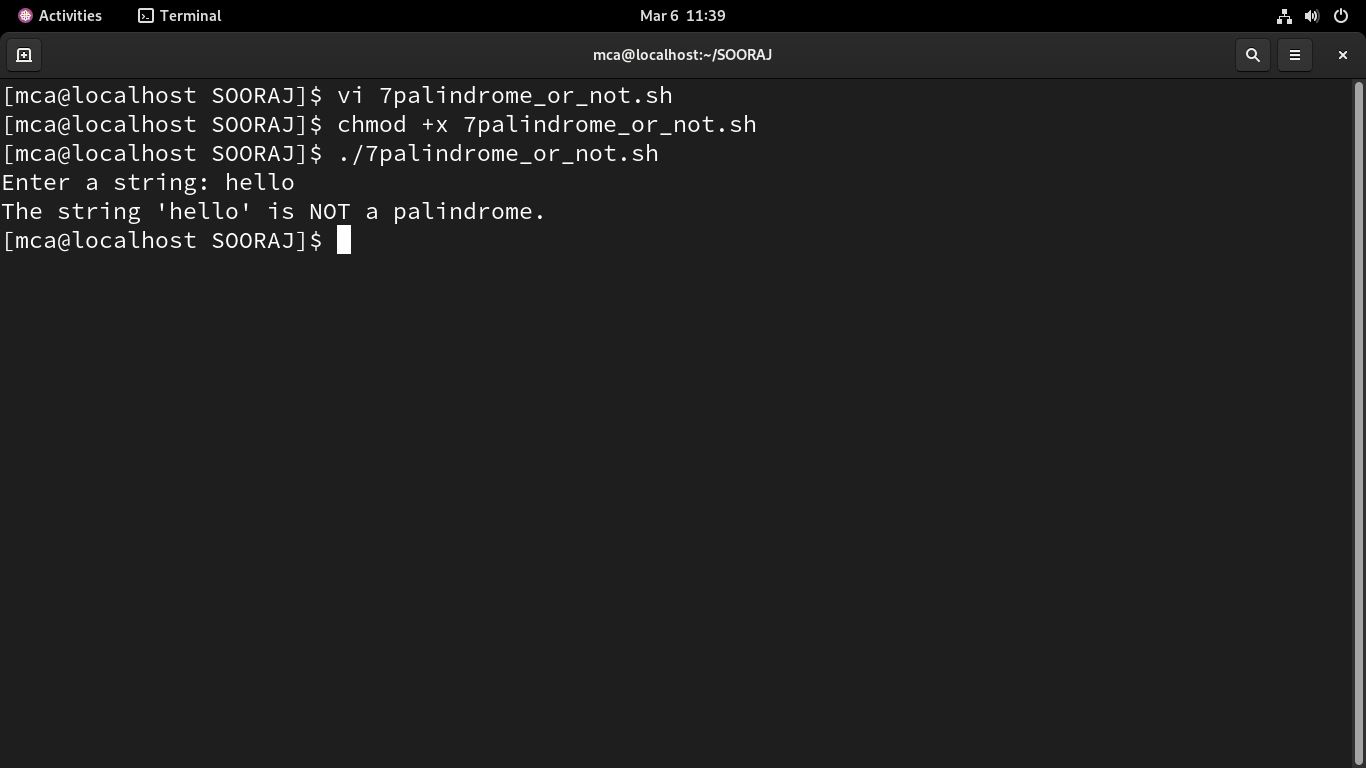 Activities Terminal Mar 6 11:39
mca@localhost:~/SOORAJ
[mca@localhost SOORAJ]$ vi 7palindrome_or_not.sh
[mca@localhost SOORAJ]$ chmod +x 7palindrome_or_not.sh
[mca@localhost SOORAJ]$ ./7palindrome_or_not.sh
Enter a string: hello
The string 'hello' is NOT a palindrome.
[mca@localhost SOORAJ]$